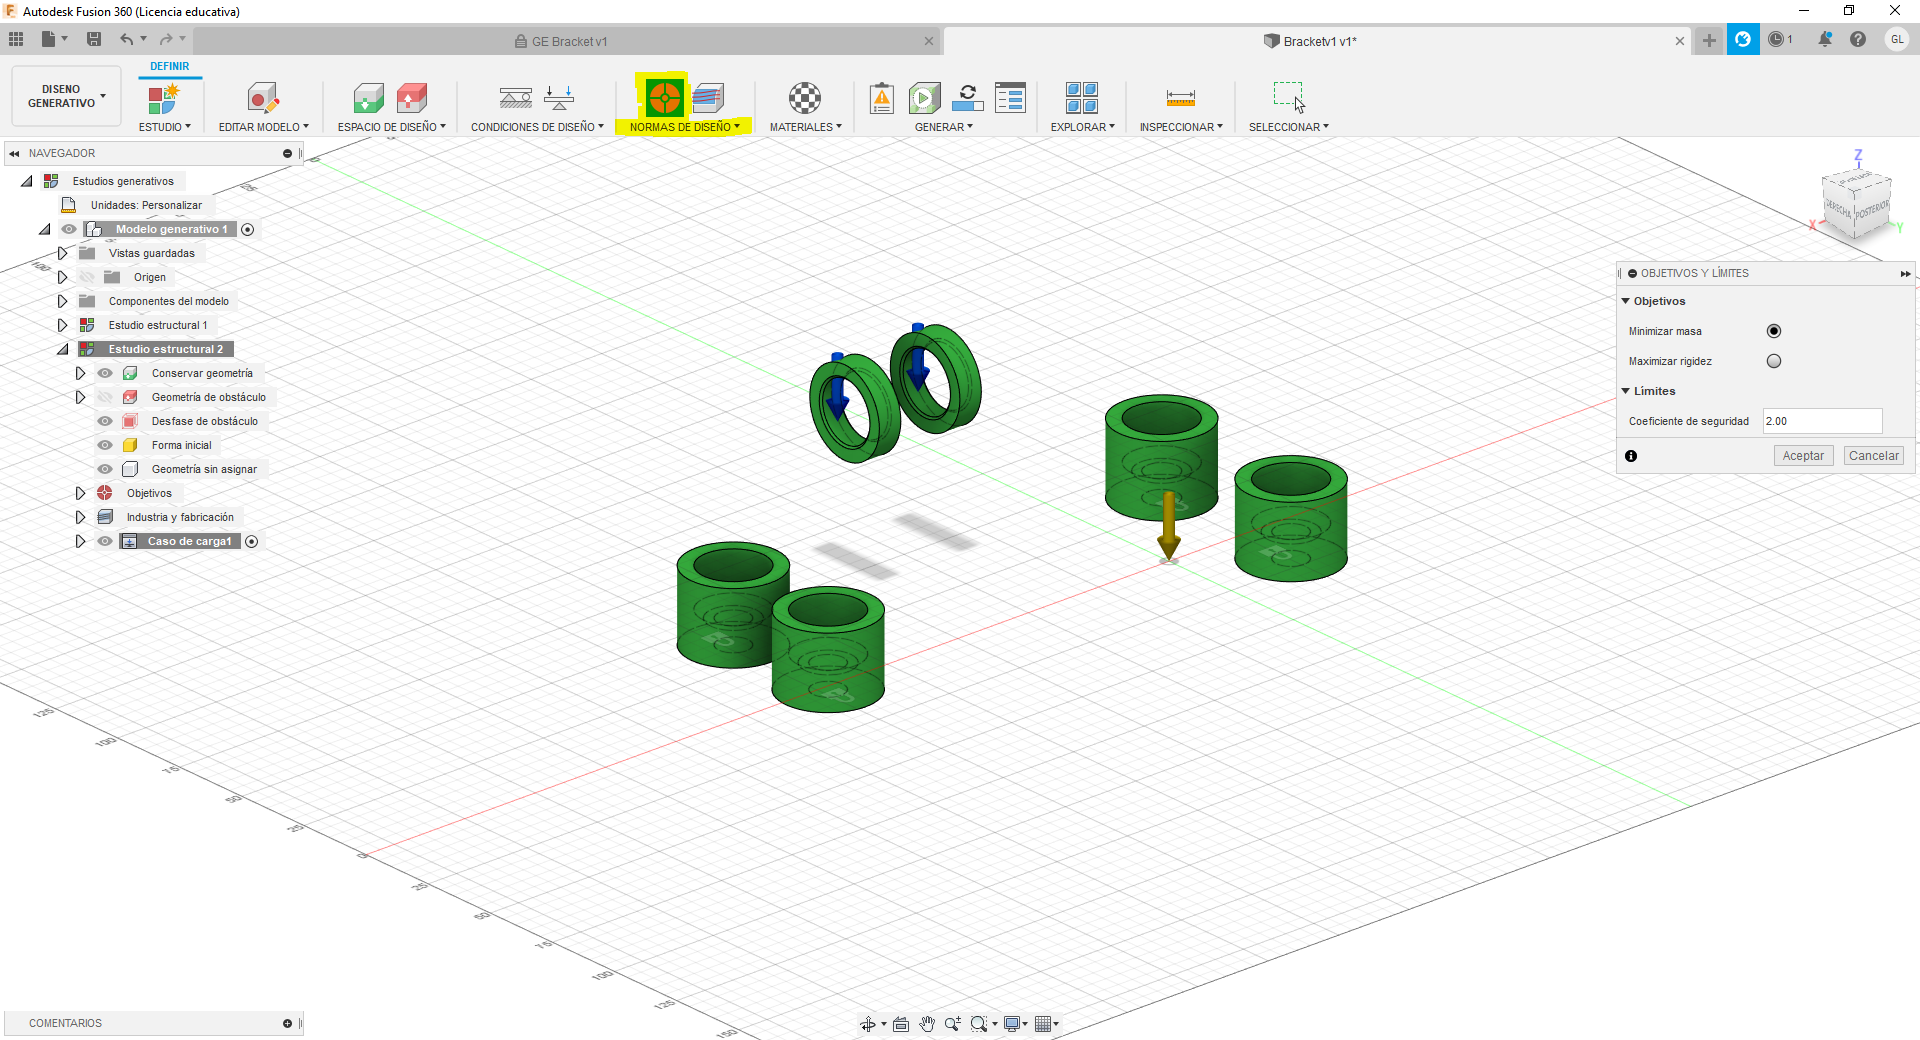 Autodesk Fusion 360 (Licencia educativa)
GE Bracket v1
Bracketv1 v1*
1
GL
DISENO
GENERATIVO
DEFINIR
ESTUDIO
EDITAR MODELO
ESPACIO DE DISEÑO
CONDICIONES DE DISEÑO
NORMAS DE DISEÑO
MATERIALES
GENERAR
EXPLORAR
INSPECCIONAR
SELECCIONAR
NAVEGADOR
Estudios generativos
Unidades: Personalizar
Modelo generativo 1
Vistas guardadas
Origen
Componentes del modelo
Estudio estructural 1
Estudio estructural 2
Conservar geometría
Geometría de obstáculo
Desfase de obstáculo
Forma inicial
Geometría sin asignar
Objetivos
Industria y fabricación
Caso de carga1
Z
DERECHA
POSTERIOR
X
Y
OBJETIVOS Y LÍMITES
Objetivos
Minimizar masa
Maximizar rigidez
Límites
Coeficiente de seguridad
2.00
Aceptar
Cancelar
0
25
100
125
100
75
50
25
0
25
50
75
100
125
150
COMENTARIOS